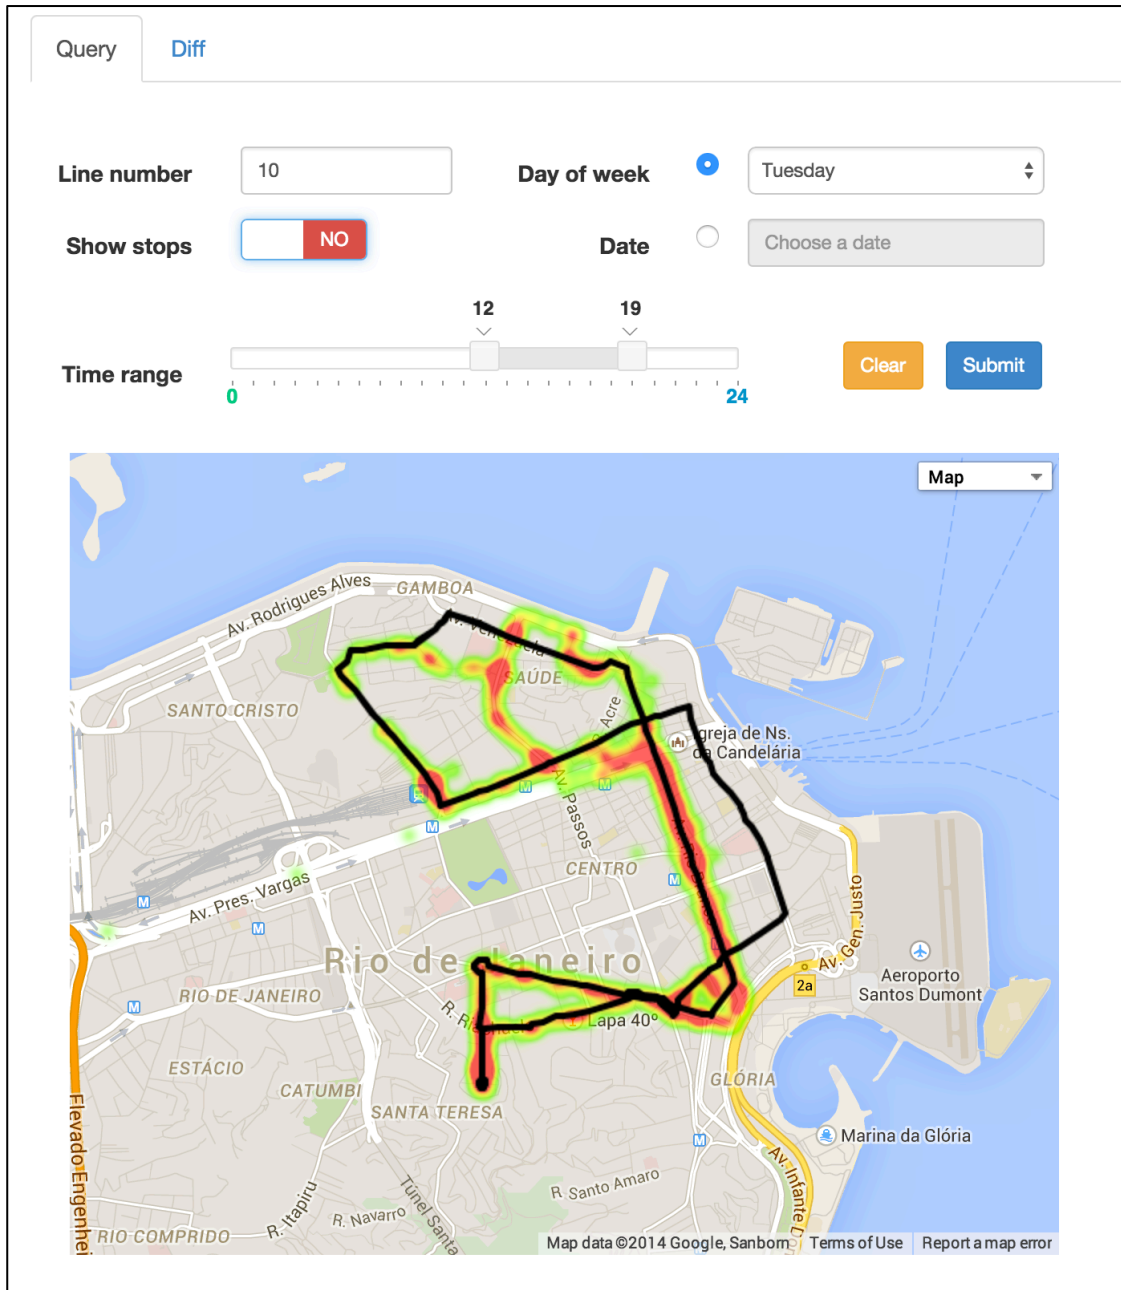 Query Diff
Line number 10 Day of week Tuesday
Show stops NO Date Choose a date
12 19
Time range Clear Submit
0 24
Map
GAMBOA
Av. Rodrigues Alves
Venezuela
SAÚDE
SANTO CRISTO
Acre
greja de Ns.
da Candelária
M
M
Av. Passos
M
CENTRO
M
Av. Pres. Vargas
M
M
Av. Gen. Justo
Rio de Janeiro
Aeroporto
Santos Dumont
2a
RIO DE JANEIRO
M
Lapa 40°
ESTÁCIO
CATUMBI
GLÓRIA
SANTA TERESA
Marina da Glória
M
Elevado Engenhei
Av. Infante Do
R. Santo Amaro
R. Itapiru
R. Navarro
Túnel Santa
RIO COMPRIDO
Map data ©2014 Google, Sanborn Terms of Use Report a map error